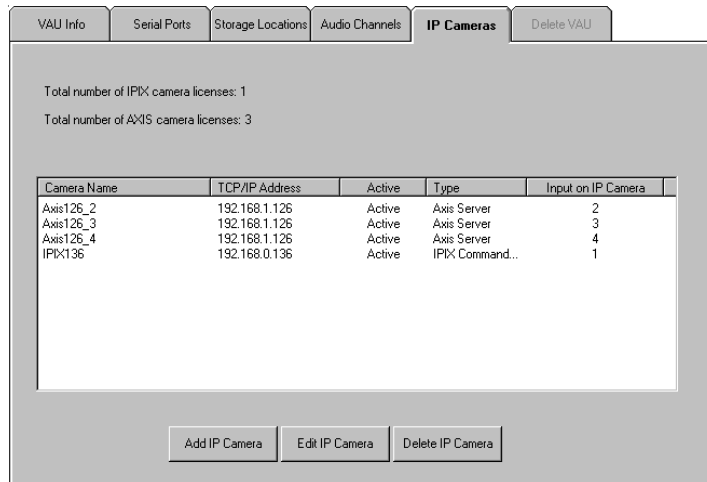 VAU Info Serial Ports Storage Locations Audio Channels IP Cameras Delete VAU
Total number of IPIX camera licenses: 1
Total number of AXIS camera licenses: 3
Camera Name TCP/IP Address Active Type Input on IP Camera
Axis126_2 192.168.1.126 Active Axis Server 2
Axis126_3 192.168.1.126 Active Axis Server 3
Axis126_4 192.168.1.126 Active Axis Server 4
IPIX136 192.168.0.136 Active IPIX Command... 1
Add IP Camera Edit IP Camera Delete IP Camera